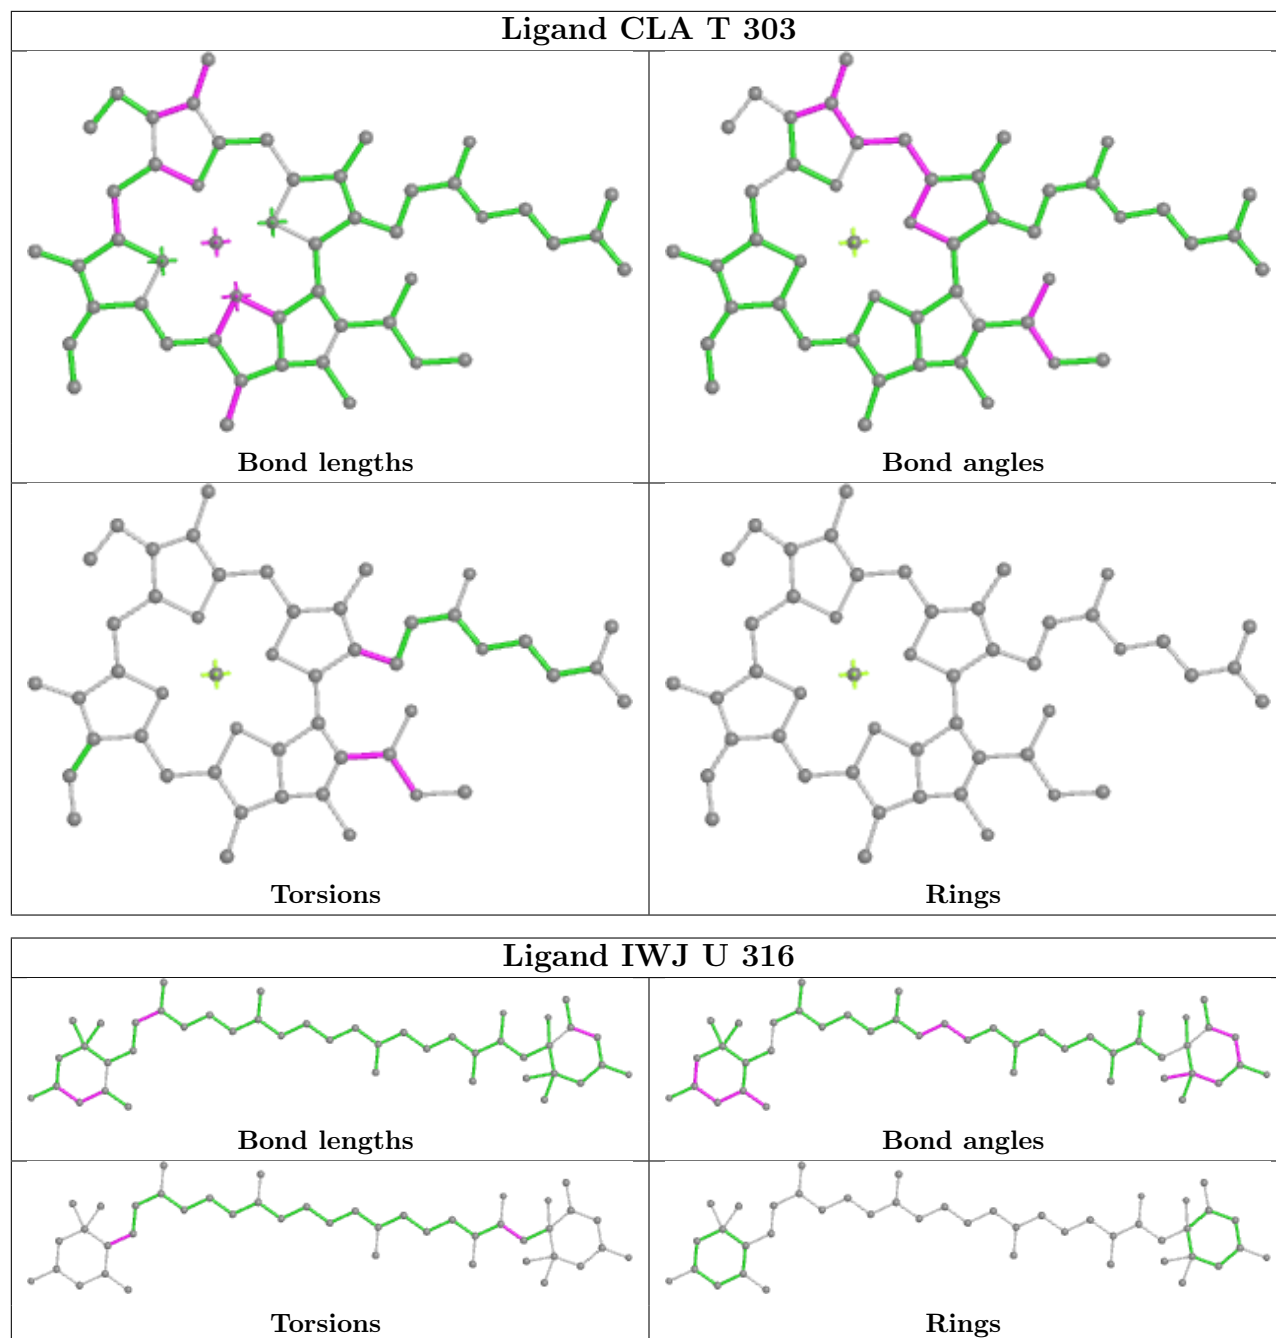 Ligand CLA T 303
Bond lengths
Bond angles
Torsions
Rings
Ligand IWJ U 316
Bond lengths
Bond angles
Torsions
Rings